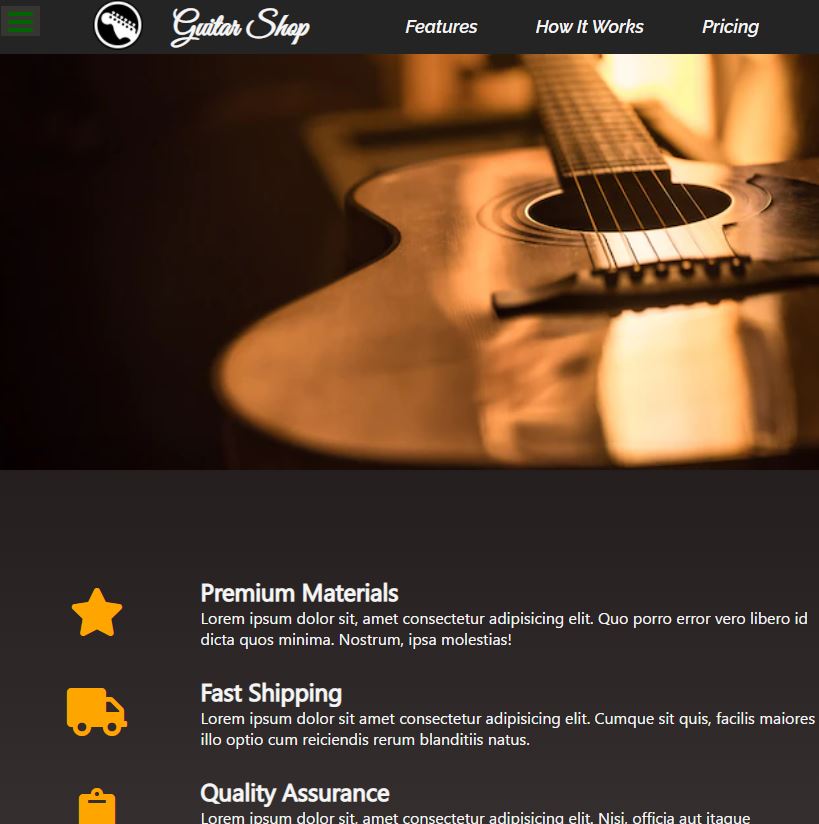 Guitar Shop
Features How It Works Pricing
Premium Materials
Lorem ipsum dolor sit, amet consectetur adipisicing elit. Quo porro error vero libero id
dicta quos minima. Nostrum, ipsa molestias!
Fast Shipping
Lorem ipsum dolor sit amet consectetur adipisicing elit. Cumque sit quis, facilis maiores
illo optio cum reiciendis rerum blanditiis natus.
Quality Assurance
Lorem ipsum dolor sit, amet consectetur adipisicing elit. Nisi, officia aut itaque